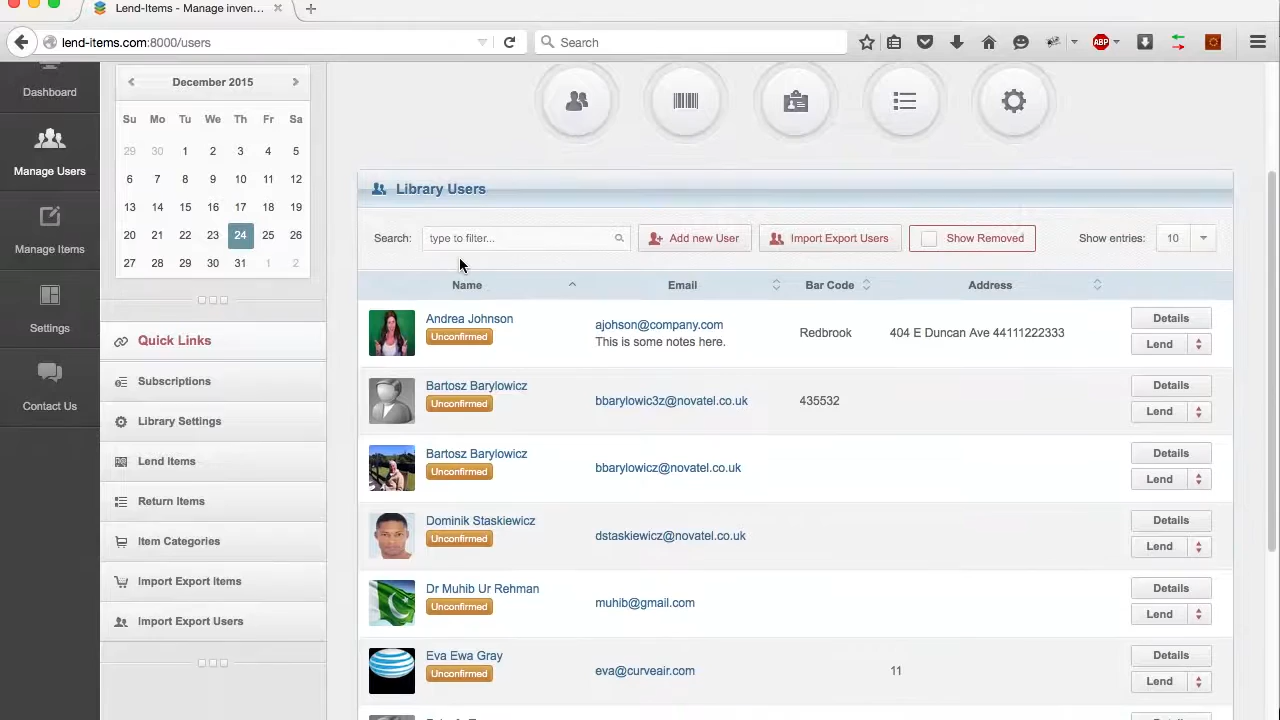 Lend-Items - Manage inven...
lend-items.com:8000/users
Search
ABP
Dashboard
Manage Users
Manage Items
Settings
Contact Us
December 2015
Su Mo Tu We Th Fr Sa
29 30 1 2 3 4 5
6 7 8 9 10 11 12
13 14 15 16 17 18 19
20 21 22 23 24 25 26
27 28 29 30 31 1 2
Quick Links
Subscriptions
Library Settings
Lend Items
Return Items
Item Categories
Import Export Items
Import Export Users
Library Users
Search: type to filter... Add new User Import Export Users Show Removed Show entries: 10
Name Email Bar Code Address
Andrea Johnson
Unconfirmed
ajohson@company.com
This is some notes here.
Redbrook
404 E Duncan Ave 44111222333
Details
Lend
Bartosz Barylowicz
Unconfirmed
bbarylowic3z@novatel.co.uk
435532
Details
Lend
Bartosz Barylowicz
Unconfirmed
bbarylowicz@novatel.co.uk
Details
Lend
Dominik Staskiewicz
Unconfirmed
dstaskiewicz@novatel.co.uk
Details
Lend
Dr Muhib Ur Rehman
Unconfirmed
muhib@gmail.com
Details
Lend
Eva Ewa Gray
Unconfirmed
eva@curveair.com
11
Details
Lend